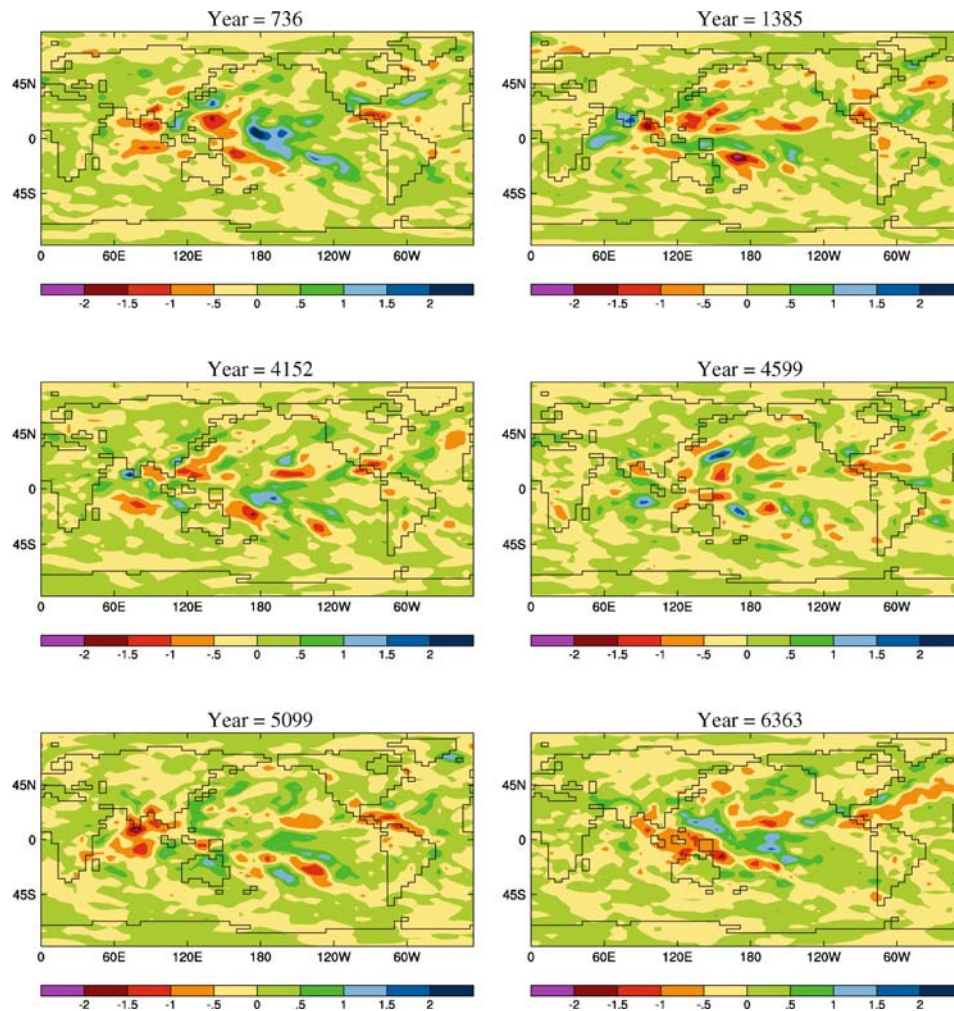 Year = 736
45N
0
45S
0 60E 120E 180 120W 60W
-2 -1.5 -1 -.5 0 .5 1 1.5 2
Year = 1385
45N
0
45S
0 60E 120E 180 120W 60W
-2 -1.5 -1 -.5 0 .5 1 1.5 2
Year = 4152
45N
0
45S
0 60E 120E 180 120W 60W
-2 -1.5 -1 -.5 0 .5 1 1.5 2
Year = 4599
45N
0
45S
0 60E 120E 180 120W 60W
-2 -1.5 -1 -.5 0 .5 1 1.5 2
Year = 5099
45N
0
45S
0 60E 120E 180 120W 60W
-2 -1.5 -1 -.5 0 .5 1 1.5 2
Year = 6363
45N
0
45S
0 60E 120E 180 120W 60W
-2 -1.5 -1 -.5 0 .5 1 1.5 2